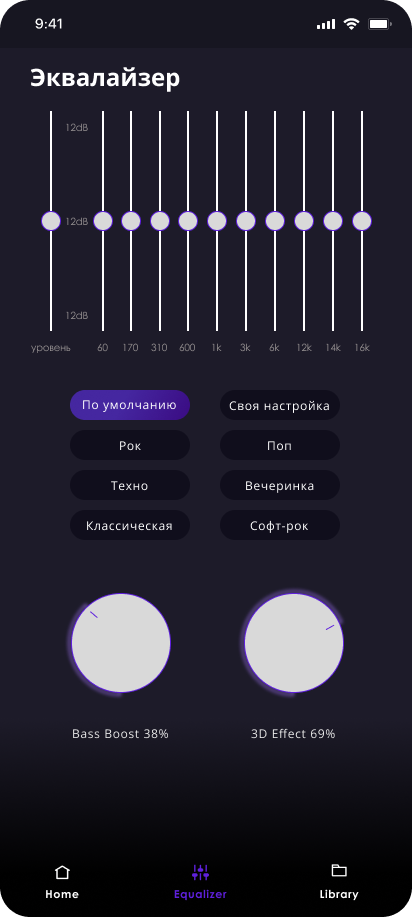 9:41
Эквалайзер
12dB
12dB
12dB
уровень 60 170 310 600 1k 3k 6k 12k 14k 16k
По умолчанию Своя настройка
Рок Поп
Техно Вечеринка
Классическая Софт-рок
Bass Boost 38% 3D Effect 69%
Home Equalizer Library